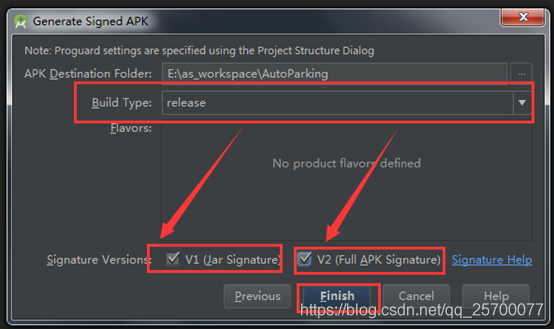 Generate Signed APK
Note: Proguard settings are specified using the Project Structure Dialog
APK Destination Folder: E:\as_workspace\AutoParking ...
Build Type: release
Flavors:
No product flavors defined
Signature Versions: V1 (Jar Signature) V2 (Full APK Signature) Signature Help
Previous Finish Cancel Help
https://blog.csdn.net/qq_25700077